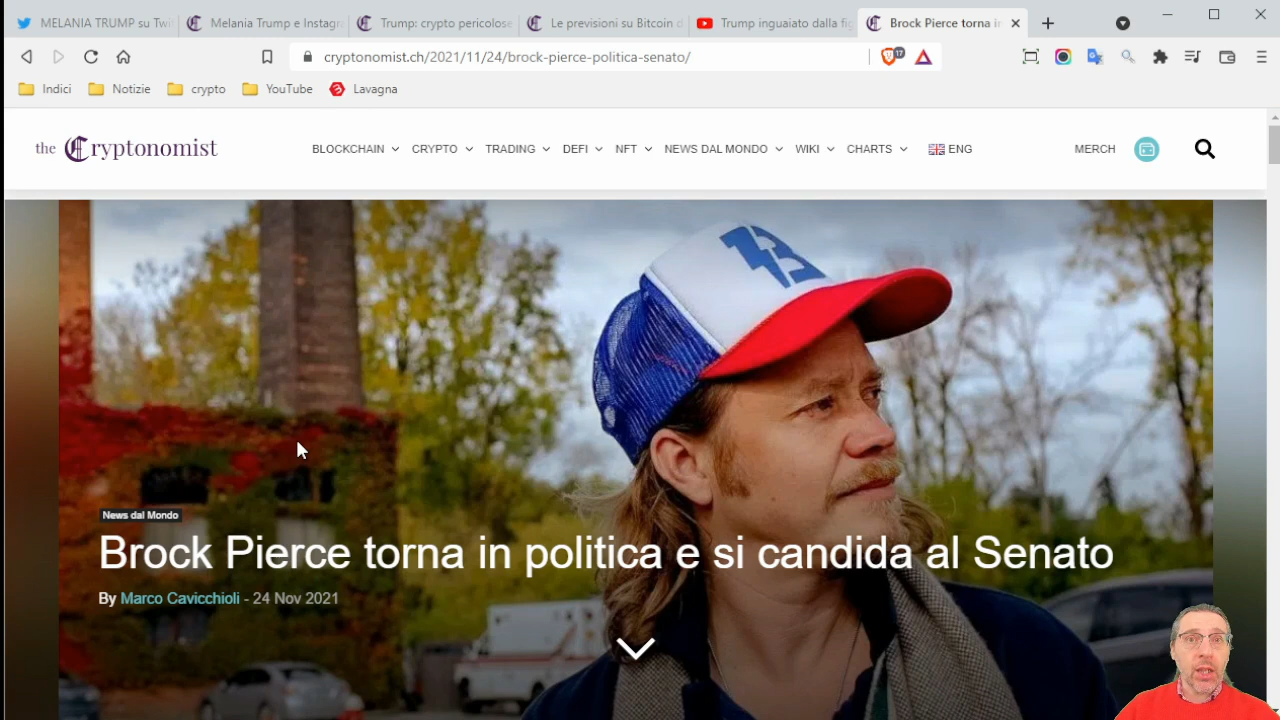 MELANIA TRUMP su Twi
Melania Trump e Instagr
Trump: crypto pericolose
Le previsioni su Bitcoin d
Trump inguaiato dalla fig
Brock Pierce torna in
cryptonomist.ch/2021/11/24/brock-pierce-politica-senato/
17
Indici
Notizie
crypto
YouTube
Lavagna
the Cryptonomist
BLOCKCHAIN
CRYPTO
TRADING
DEFI
NFT
NEWS DAL MONDO
WIKI
CHARTS
ENG
MERCH
B
News dal Mondo
Brock Pierce torna in politica e si candida al Senato
By Marco Cavicchioli - 24 Nov 2021